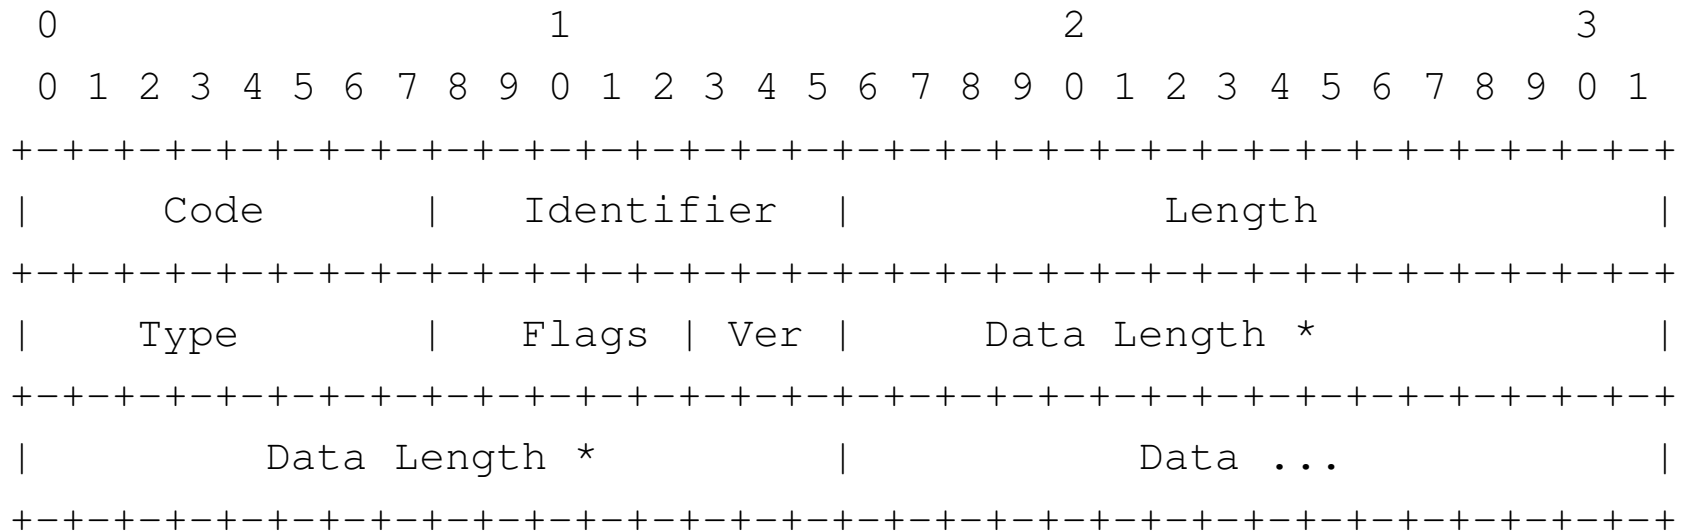 0                   1                   2                   3
 0 1 2 3 4 5 6 7 8 9 0 1 2 3 4 5 6 7 8 9 0 1 2 3 4 5 6 7 8 9 0 1
+-+-+-+-+-+-+-+-+-+-+-+-+-+-+-+-+-+-+-+-+-+-+-+-+-+-+-+-+-+-+-+-+
|     Code      |   Identifier  |            Length             |
+-+-+-+-+-+-+-+-+-+-+-+-+-+-+-+-+-+-+-+-+-+-+-+-+-+-+-+-+-+-+-+-+
|    Type       |   Flags | Ver |     Data Length *             |
+-+-+-+-+-+-+-+-+-+-+-+-+-+-+-+-+-+-+-+-+-+-+-+-+-+-+-+-+-+-+-+-+
|         Data Length *         |           Data ...            |
+-+-+-+-+-+-+-+-+-+-+-+-+-+-+-+-+-+-+-+-+-+-+-+-+-+-+-+-+-+-+-+-+